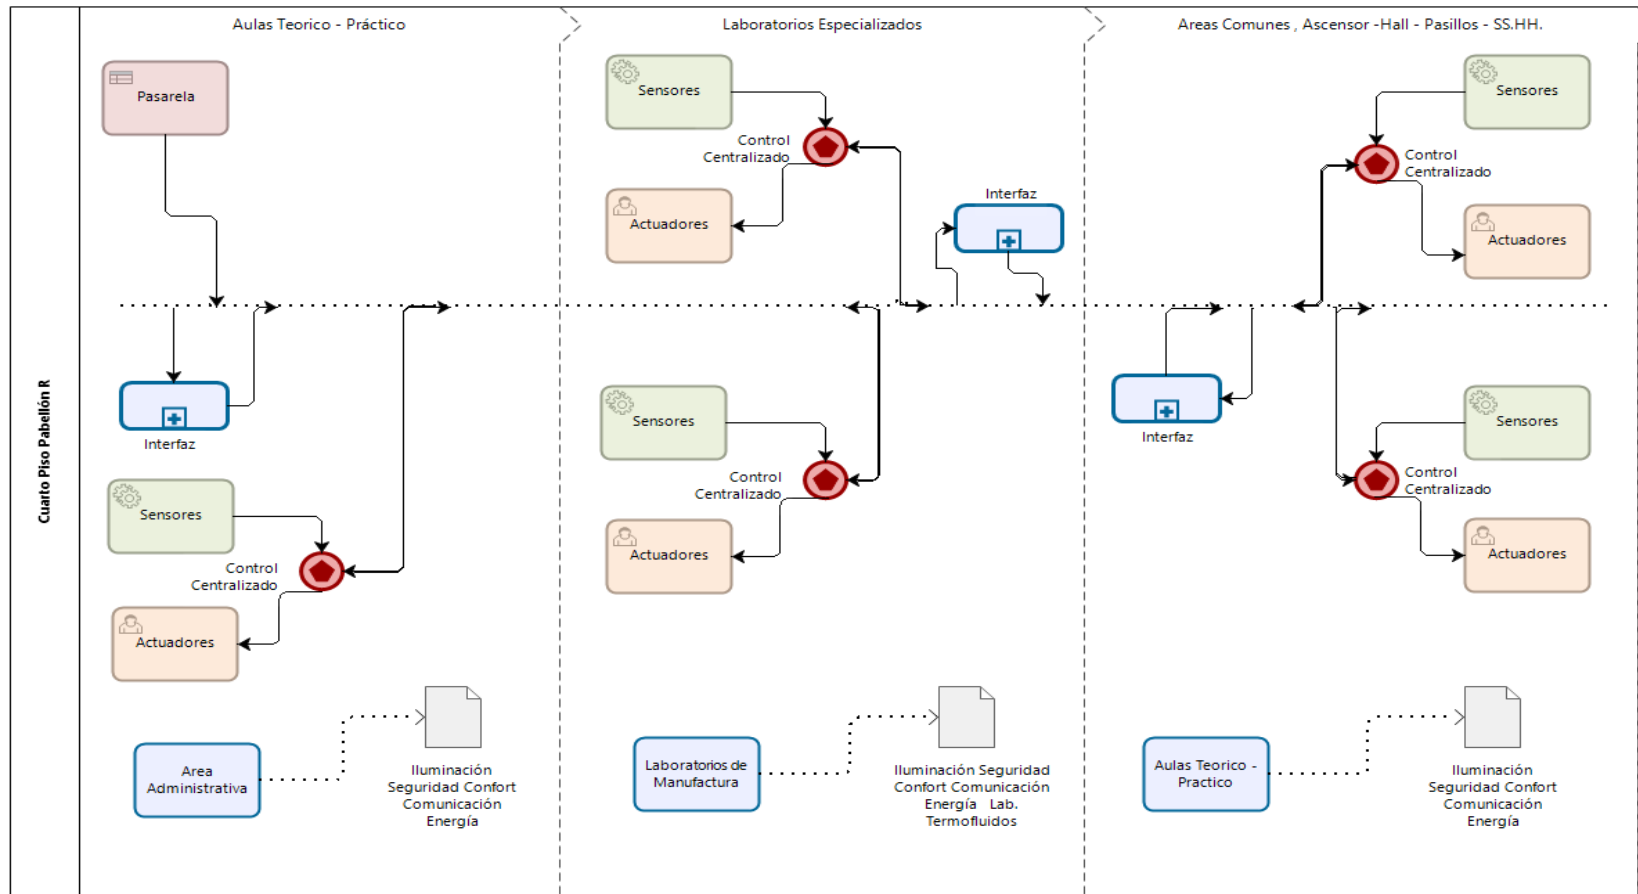 Cuarto Piso Pabellón R
Aulas Teorico - Práctico
Pasarela
Interfaz
Sensores
Control
Centralizado
Actuadores
Area
Administrativa
Iluminación
Seguridad Confort
Comunicación
Energía
Laboratorios Especializados
Sensores
Control
Centralizado
Actuadores
Interfaz
Sensores
Control
Centralizado
Actuadores
Laboratorios de
Manufactura
Iluminación Seguridad
Confort Comunicación
Energía Lab.
Termofluidos
Areas Comunes , Ascensor -Hall - Pasillos - SS.HH.
Sensores
Control
Centralizado
Actuadores
Interfaz
Sensores
Control
Centralizado
Actuadores
Aulas Teorico -
Practico
Iluminación
Seguridad Confort
Comunicación
Energía